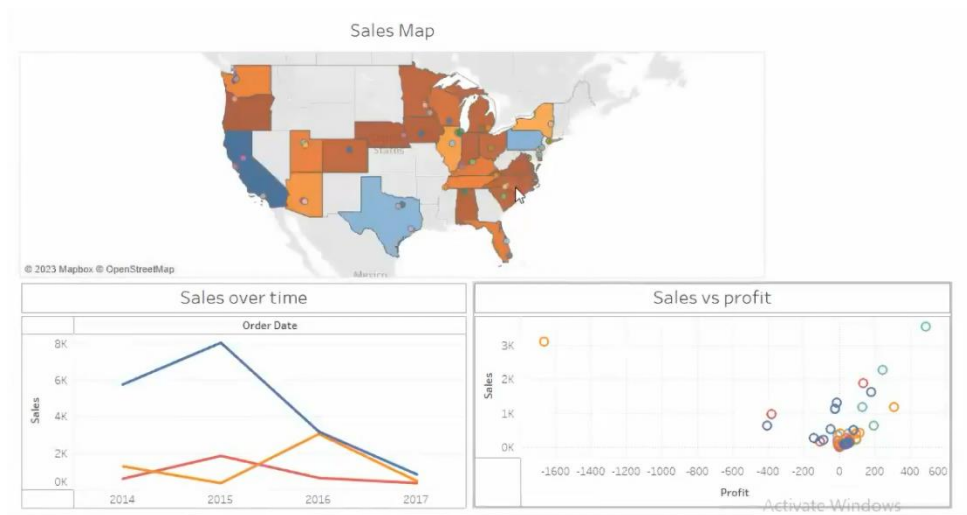 Sales Map
States
Mexico
© 2023 Mapbox © OpenStreetMap
Sales over time
Order Date
Sales
8K
6K
4K
2K
0K
2014 2015 2016 2017
Sales vs profit
Sales
3K
2K
1K
0K
-1600 -1400 -1200 -1000 -800 -600 -400 -200 0 200 400 600
Profit
Activate Windows